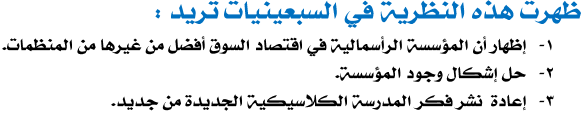 ظهرت هذه النظرية في السبعينيات تريد :
١- إظهار أن المؤسسة الرأسمالية في اقتصاد السوق أفضل من غيرها من المنظمات.
٢- حل إشكال وجود المؤسسة.
٣- إعادة نشر فكر المدرسة الكلاسيكية الجديدة من جديد.